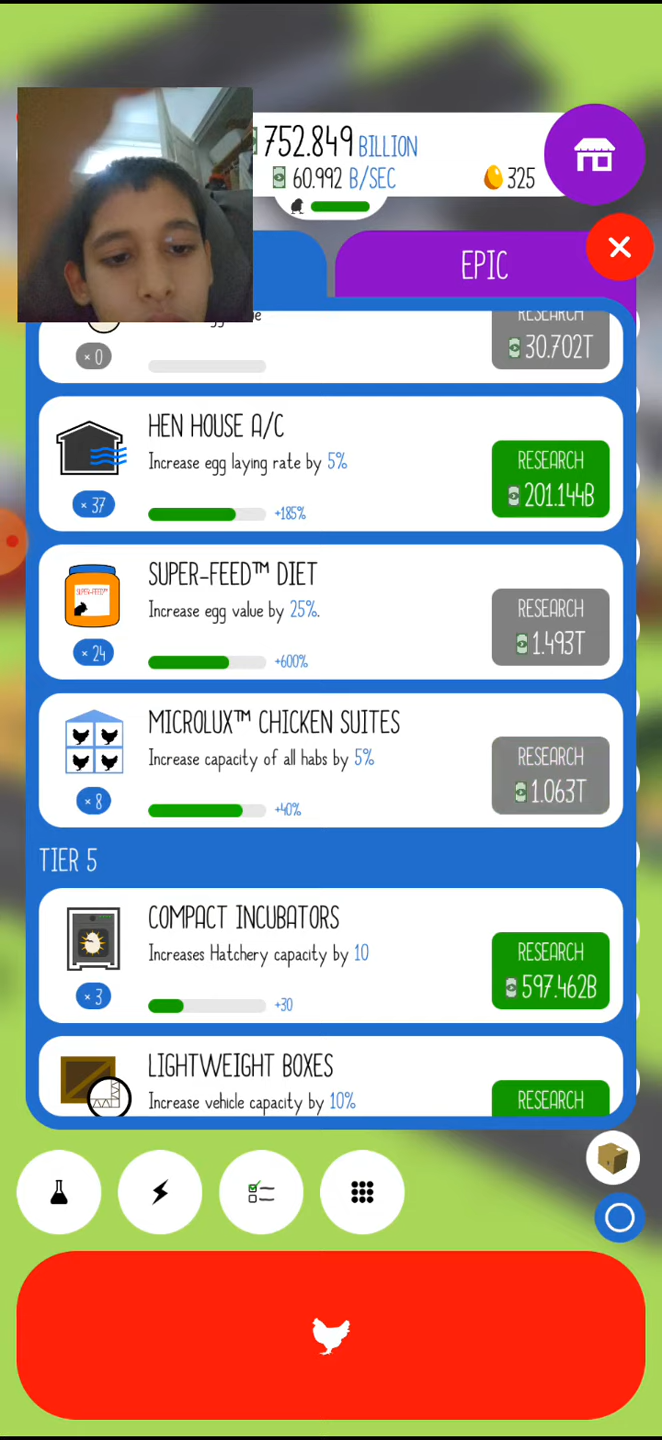 752.849 BILLION
60.992 B/SEC
325
EPIC
RESEARCH
30.702T
× 0
HEN HOUSE A/C
Increase egg laying rate by 5%
RESEARCH
201.144B
× 37
+185%
SUPER-FEED™ DIET
Increase egg value by 25%.
RESEARCH
1.493T
SUPER-FEED™
× 24
+600%
MICROLUX™ CHICKEN SUITES
Increase capacity of all habs by 5%
RESEARCH
1.063T
× 8
+40%
TIER 5
COMPACT INCUBATORS
Increases Hatchery capacity by 10
RESEARCH
597.462B
× 3
+30
LIGHTWEIGHT BOXES
Increase vehicle capacity by 10%
RESEARCH